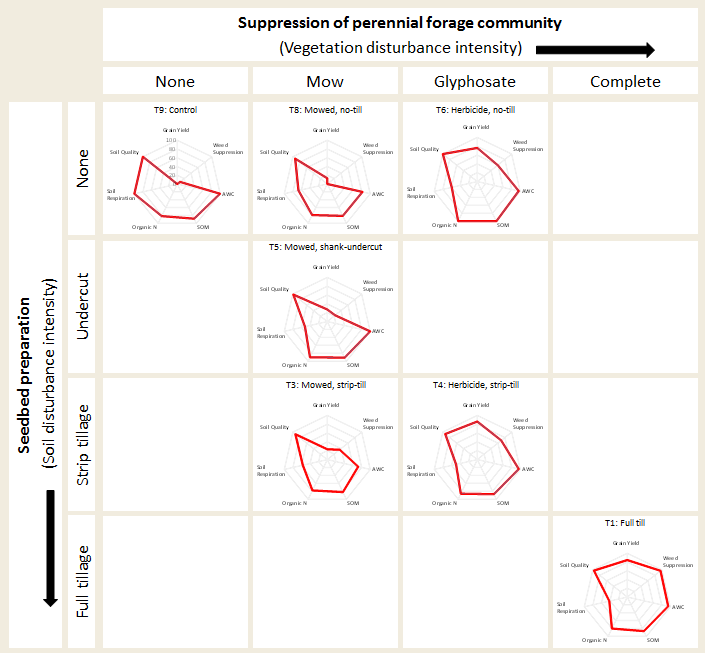 Suppression of perennial forage community
(Vegetation disturbance intensity)
None
Mow
Glyphosate
Complete
Seedbed preparation
(Soil disturbance intensity)
None
T9: Control
Grain Yield
100
80
60
40
20
Weed
Suppression
AWC
SOM
Organic N
Soil
Respiration
Soil Quality
T8: Mowed, no-till
Grain Yield
Weed
Suppression
AWC
SOM
Organic N
Soil
Respiration
Soil Quality
T6: Herbicide, no-till
Grain Yield
Weed
Suppression
AWC
SOM
Organic N
Soil
Respiration
Soil Quality
Undercut
T5: Mowed, shank-undercut
Grain Yield
Weed
Suppression
AWC
SOM
Organic N
Soil
Respiration
Soil Quality
Strip tillage
T3: Mowed, strip-till
Grain Yield
Weed
Suppression
AWC
SOM
Organic N
Soil
Respiration
Soil Quality
T4: Herbicide, strip-till
Grain Yield
Weed
Suppression
AWC
SOM
Organic N
Soil
Respiration
Soil Quality
Full tillage
T1: Full till
Grain Yield
Weed
Suppression
AWC
SOM
Organic N
Soil
Respiration
Soil Quality